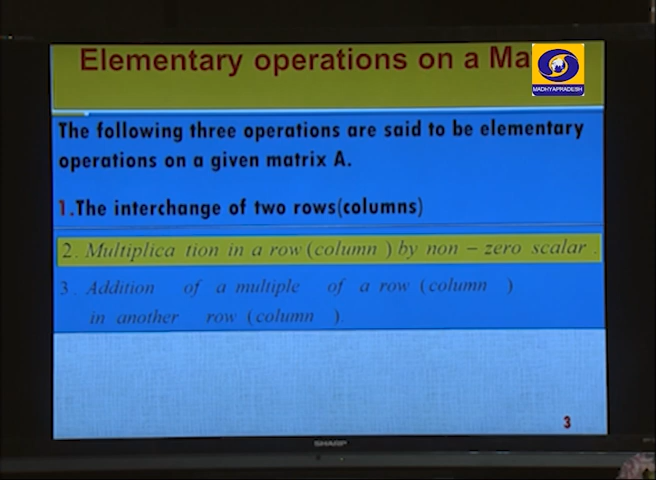 Elementary operations on a Ma
MADHYAPRADESH
The following three operations are said to be elementary
operations on a given matrix A.
1.The interchange of two rows(columns)
2. Multiplica tion in a row (column ) by non - zero scalar .
3. Addition of a multiple of a row (column )
in another row (column ).
3
SHARP